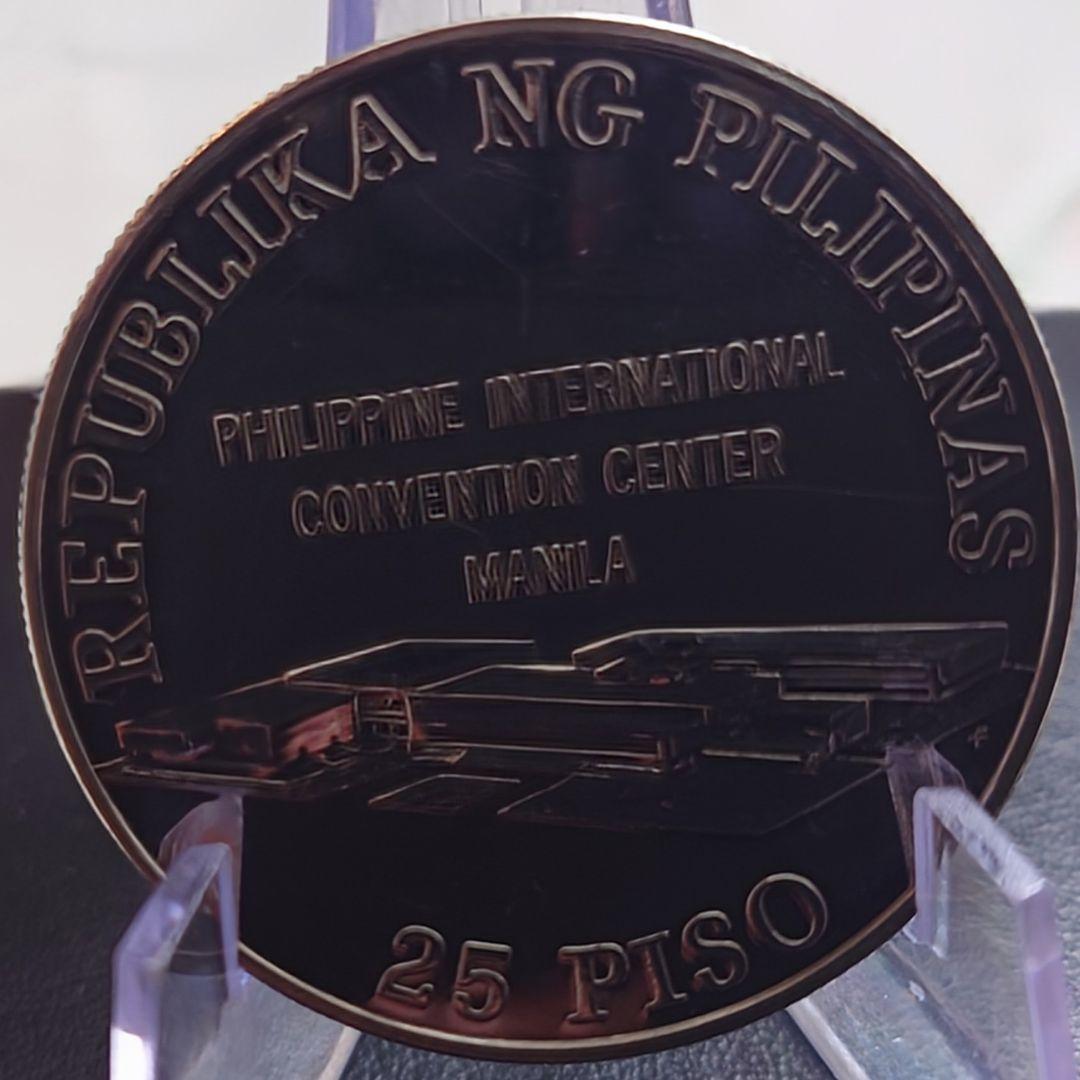 REPUBLIKA NG PILIPINAS
PHILIPPINE INTERNATIONAL
CONVENTION CENTER
MANILA
25 PISO